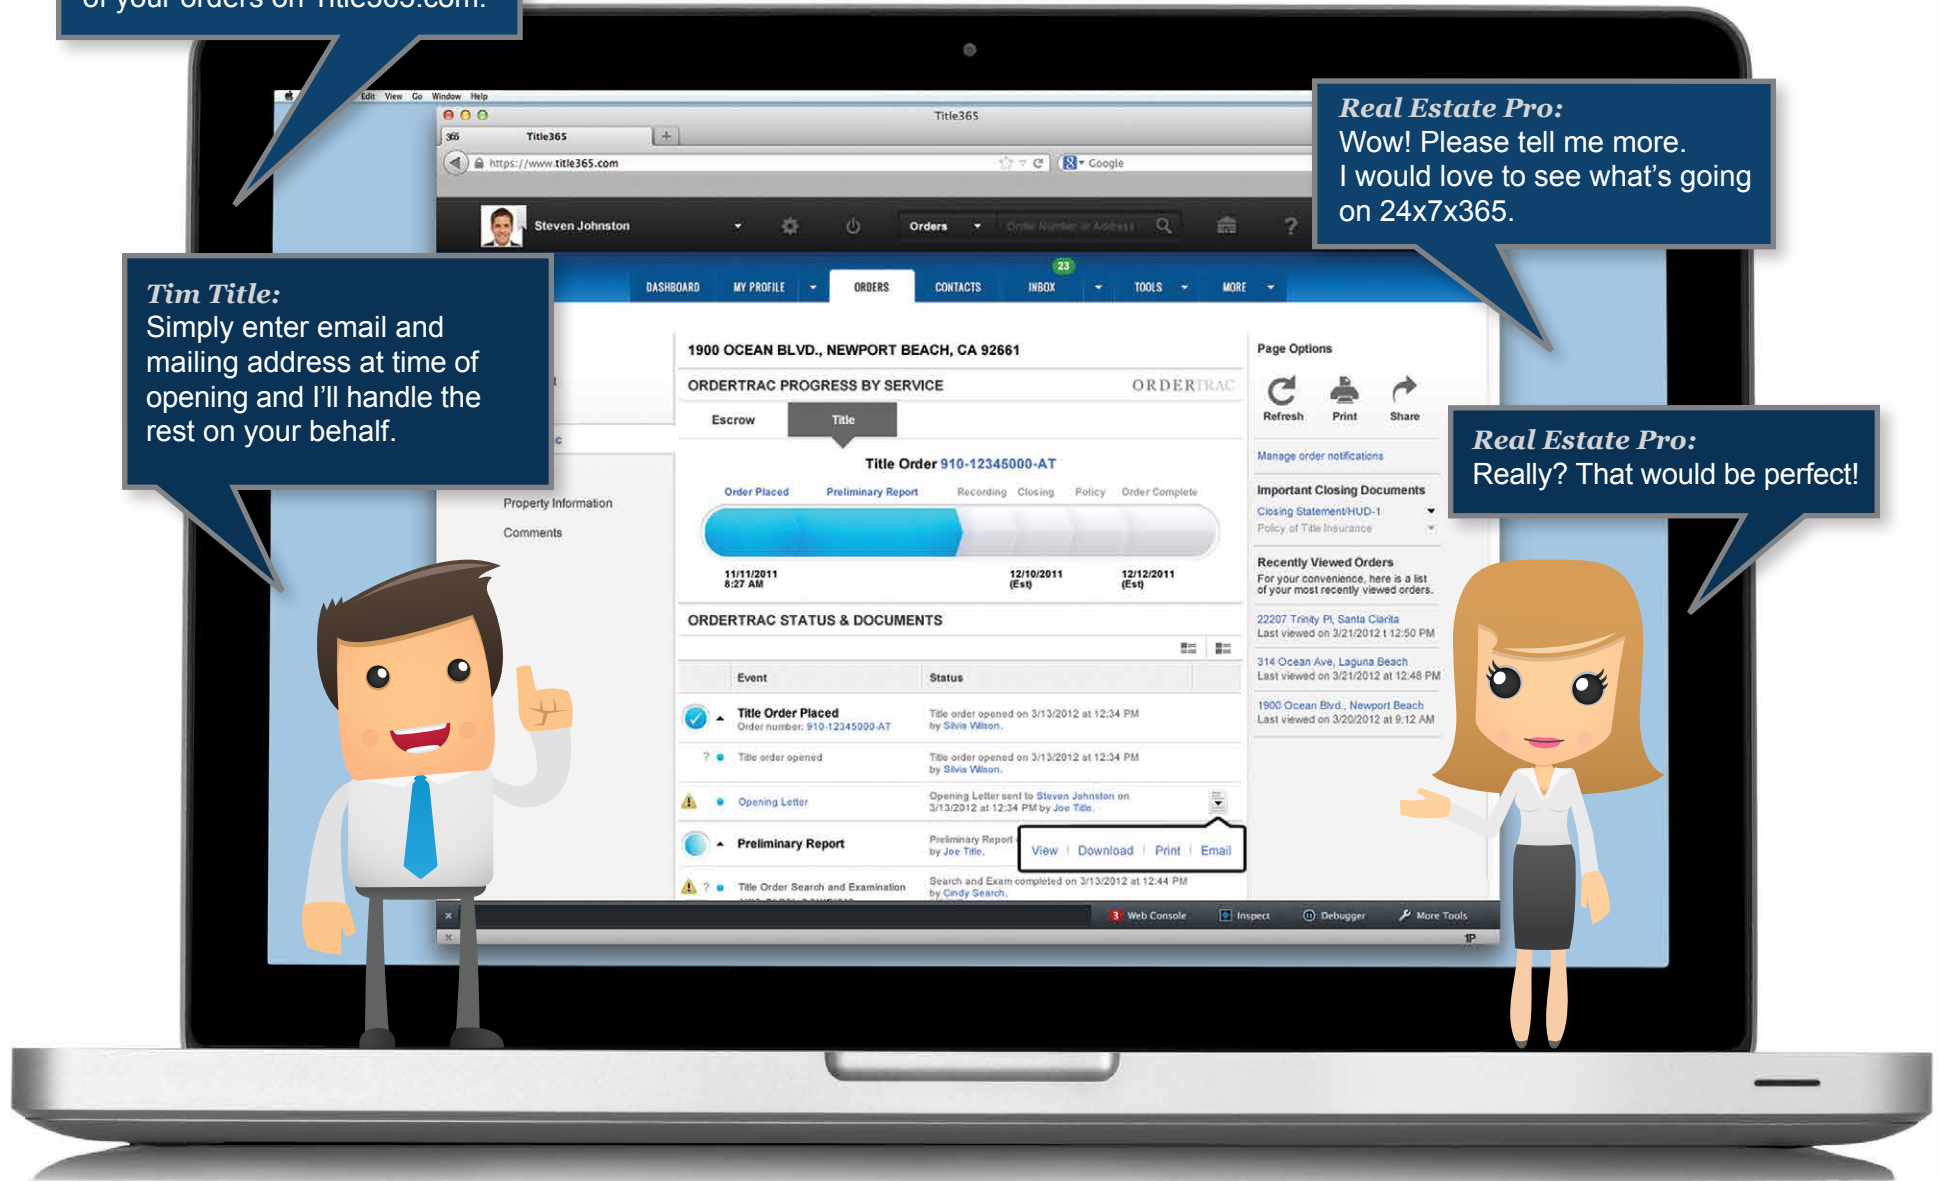 of your orders on Title365.com.
Edit View Go Window Help
Title365
365 Title365 +
https://www.title365.com
Google
Real Estate Pro:
Wow! Please tell me more.
I would love to see what's going
on 24x7x365.
Steven Johnston
Orders
Order Number or Address
?
Tim Title:
Simply enter email and
mailing address at time of
opening and I'll handle the
rest on your behalf.
23
DASHBOARD MY PROFILE ORDERS CONTACTS INBOX TOOLS MORE
1900 OCEAN BLVD., NEWPORT BEACH, CA 92661
ORDERTRAC PROGRESS BY SERVICE
ORDERTRAC
Escrow Title
Title Order 910-12345000-AT
Order Placed Preliminary Report Recording Closing Policy Order Complete
11/11/2011
8:27 AM
12/10/2011
(Est)
12/12/2011
(Est)
Property Information
Comments
ORDERTRAC STATUS & DOCUMENTS
Event Status
Title Order Placed
Order number: 910-12345000-AT
Title order opened on 3/13/2012 at 12:34 PM
by Silvia Wilson.
? Title order opened
Title order opened on 3/13/2012 at 12:34 PM
by Silvia Wilson.
Opening Letter
Opening Letter sent to Steven Johnston on
3/13/2012 at 12:34 PM by Joe Title.
Preliminary Report
Preliminary Report
by Joe Title.
View Download Print Email
? Title Order Search and Examination
Search and Exam completed on 3/13/2012 at 12:44 PM
by Cindy Search.
Page Options
Refresh Print Share
Manage order notifications
Important Closing Documents
Closing Statement/HUD-1
Policy of Title Insurance
Recently Viewed Orders
For your convenience, here is a list
of your most recently viewed orders.
22207 Trinity Pl, Santa Clarita
Last viewed on 3/21/2012 t 12:50 PM
314 Ocean Ave, Laguna Beach
Last viewed on 3/21/2012 at 12:48 PM
1900 Ocean Blvd., Newport Beach
Last viewed on 3/20/2012 at 9:12 AM
Real Estate Pro:
Really? That would be perfect!
3 Web Console Inspect Debugger More Tools
1P